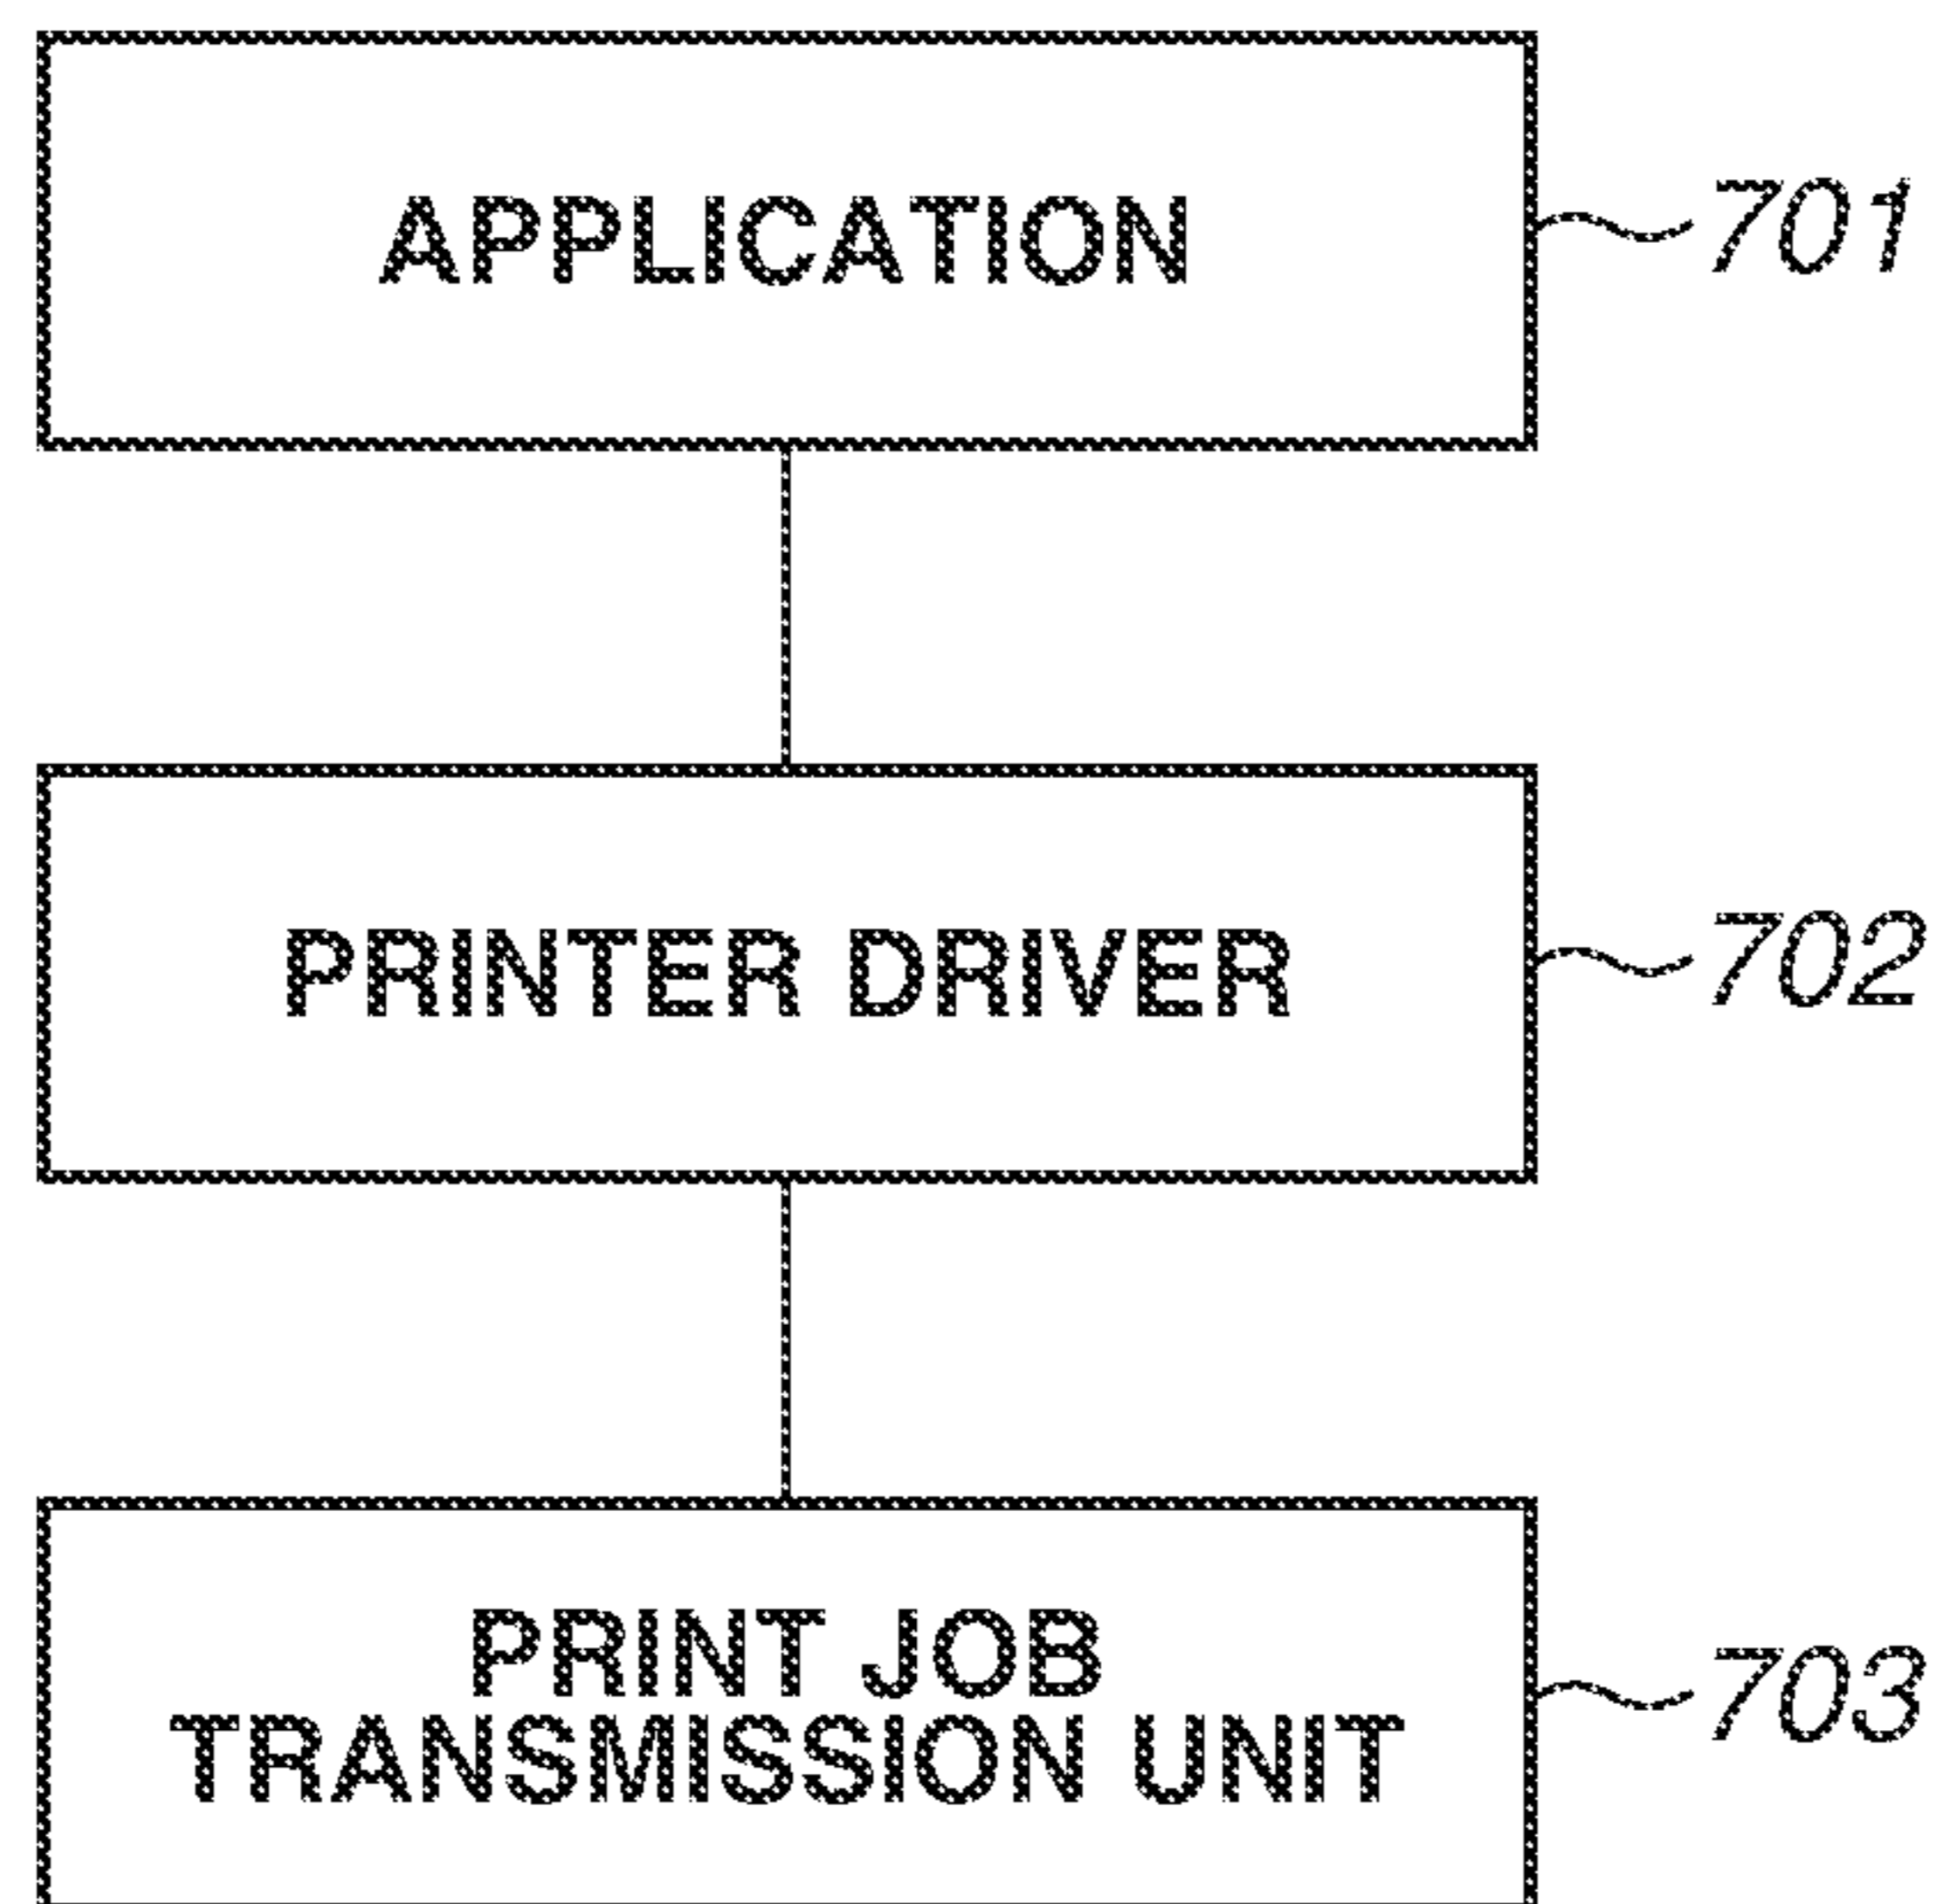 APPLICATION
701
PRINTER DRIVER
702
PRINT JOB
TRANSMISSION UNIT
703